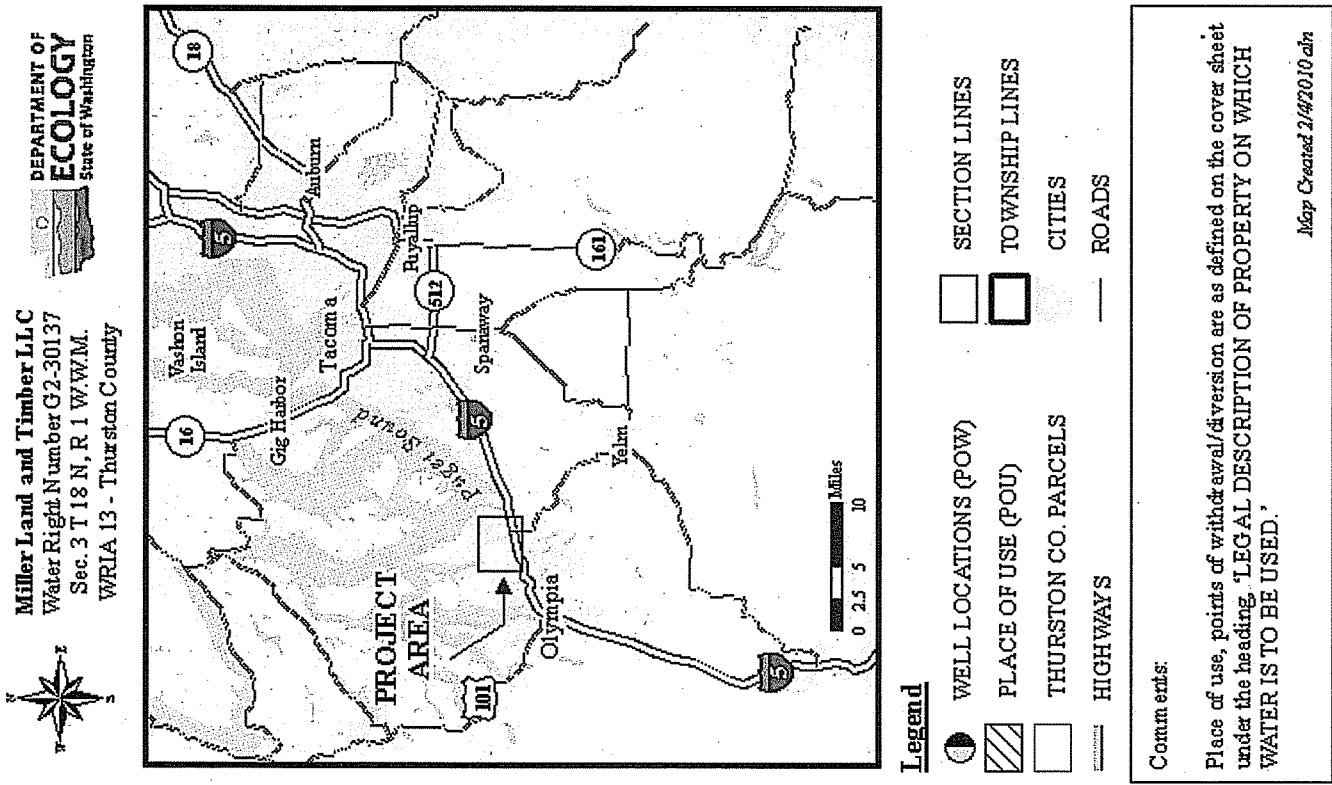 Miller Land and Timber LLC
Water Right Number G2-30137
Sec. 3 T 18 N, R 1 W.W.M.
WRIA 13 - Thurston County
DEPARTMENT OF
ECOLOGY
State of Washington
N
W
E
S
18
16
5
Vashon
Island
Auburn
Gig Harbor
Tacoma
Puyallup
512
161
Puget Sound
Spanaway
5
PROJECT
AREA
101
Olympia
Yelm
5
0 2.5 5 10
Miles
Legend
WELL LOCATIONS (POW)
PLACE OF USE (POU)
THURSTON CO. PARCELS
HIGHWAYS
SECTION LINES
TOWNSHIP LINES
CITIES
ROADS
Comments:
Place of use, points of withdrawal/diversion are as defined on the cover sheet
under the heading, 'LEGAL DESCRIPTION OF PROPERTY ON WHICH
WATER IS TO BE USED.'
Map Created 2/4/2010 aln